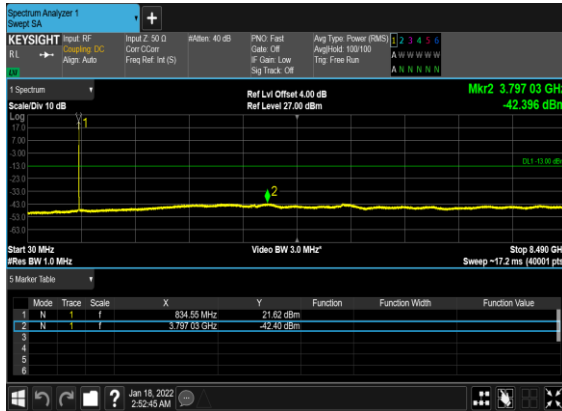 Spectrum Analyzer 1
Swept SA
KEYSIGHT Input: RF Input Z: 50 Ω #Atten: 40 dB PNO: Fast Avg Type: Power (RMS) 1 2 3 4 5 6
RL Coupling: DC Corr CCorr Gate: Off Avg|Hold: 100/100 A W W W W W
Align: Auto Freq Ref: Int (S) IF Gain: Low Trig: Free Run
LXI Sig Track: Off A N N N N N
1 Spectrum Ref Lvl Offset 4.00 dB Mkr2 3.797 03 GHz
Scale/Div 10 dB Ref Level 27.00 dBm -42.396 dBm
Log
17.0 1
7.00
-3.00
-13.0 DL1 -13.00 dBm
-23.0
-33.0 2
-43.0
-53.0
-63.0
Start 30 MHz Video BW 3.0 MHz* Stop 8.490 GHz
#Res BW 1.0 MHz Sweep ~17.2 ms (40001 pts)
5 Marker Table
Mode Trace Scale X Y Function Function Width Function Value
1 N 1 f 834.55 MHz 21.62 dBm
2 N 1 f 3.797 03 GHz -42.40 dBm
3
4
5
6
? Jan 18, 2022
2:52:45 AM